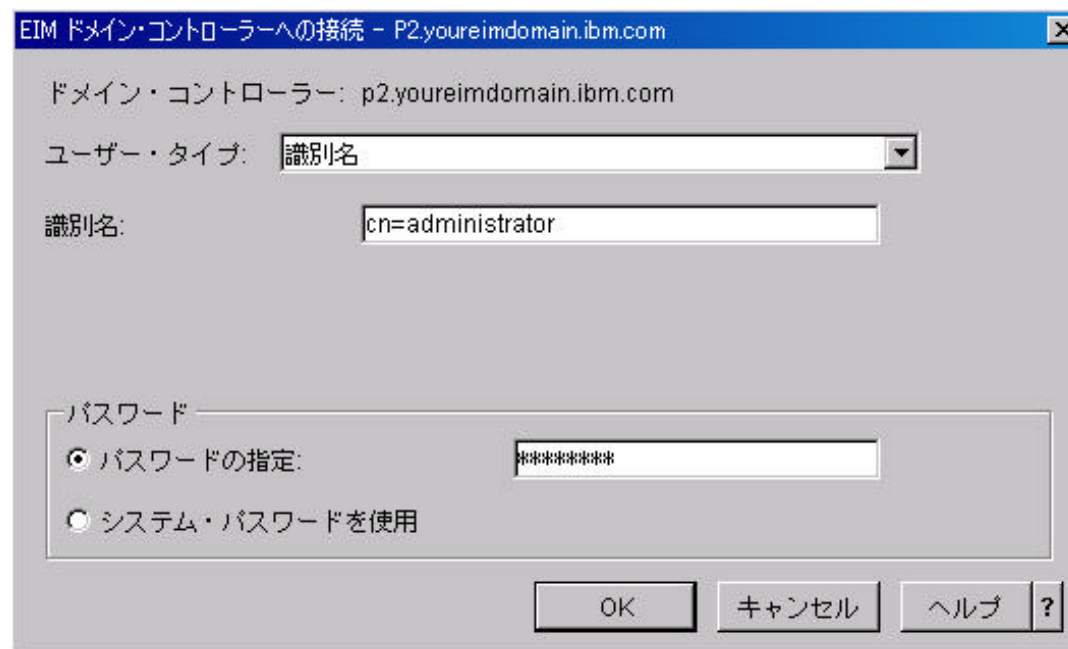 EIM ドメイン・コントローラーへの接続 - P2.youreimdomain.ibm.com
ドメイン・コントローラー: p2.youreimdomain.ibm.com
ユーザー・タイプ: 識別名
識別名: cn=administrator
パスワード
パスワードの指定: ********
システム・パスワードを使用
OK キャンセル ヘルプ ?